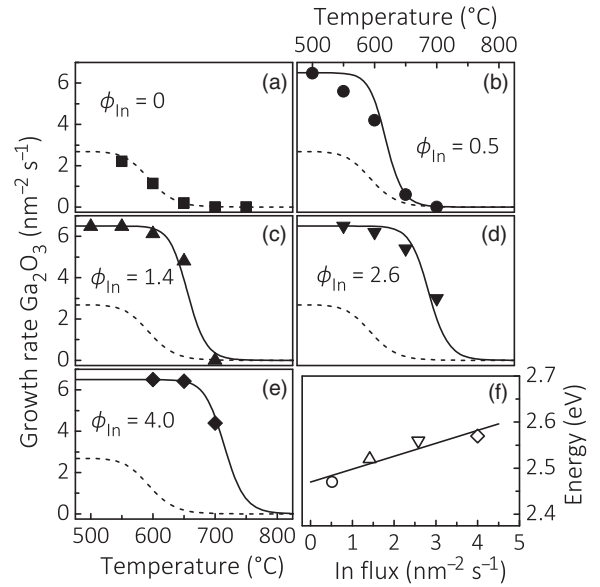 Temperature (°C)
500 600 700 800
6
4
2
0
(a)
ϕIn = 0
(b)
ϕIn = 0.5
Growth rate Ga2O3 (nm−2 s−1)
6
4
2
0
(c)
ϕIn = 1.4
(d)
ϕIn = 2.6
6
4
2
0
(e)
ϕIn = 4.0
(f)
2.7
2.6
2.5
2.4
Energy (eV)
500 600 700 800
0 1 2 3 4 5
Temperature (°C)
In flux (nm−2 s−1)